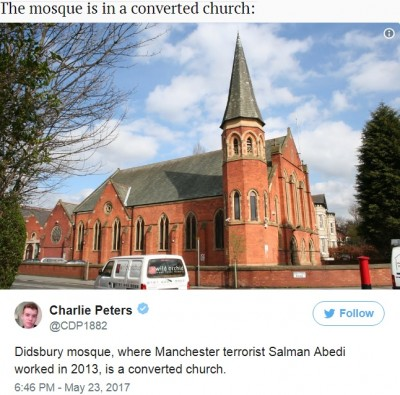 The mosque is in a converted church:
Charlie Peters
@CDP1882
Follow
Didsbury mosque, where Manchester terrorist Salman Abedi
worked in 2013, is a converted church.
6:46 PM - May 23, 2017